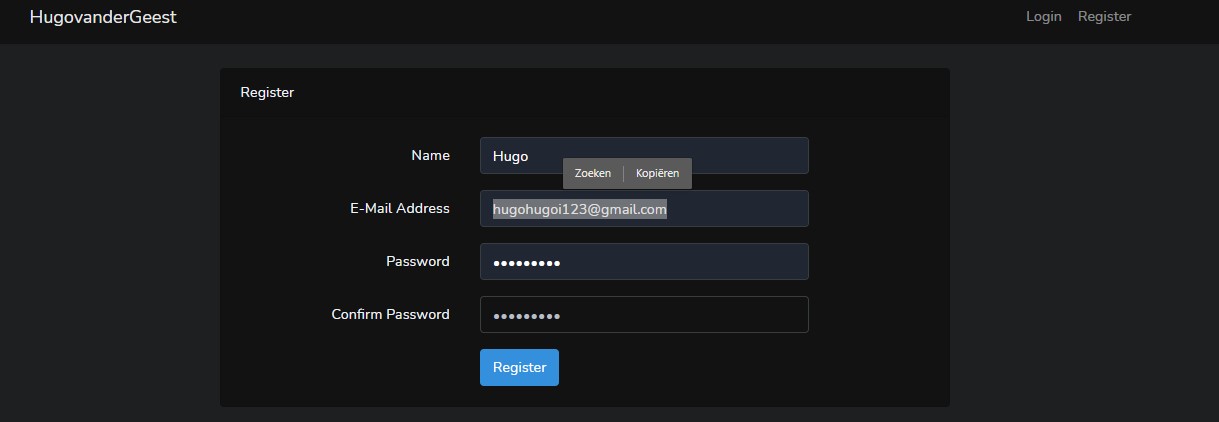 HugovanderGeest
Login Register
Register
Name Hugo
Zoeken Kopiëren
E-Mail Address hugohugoi123@gmail.com
Password •••••••••
Confirm Password •••••••••
Register